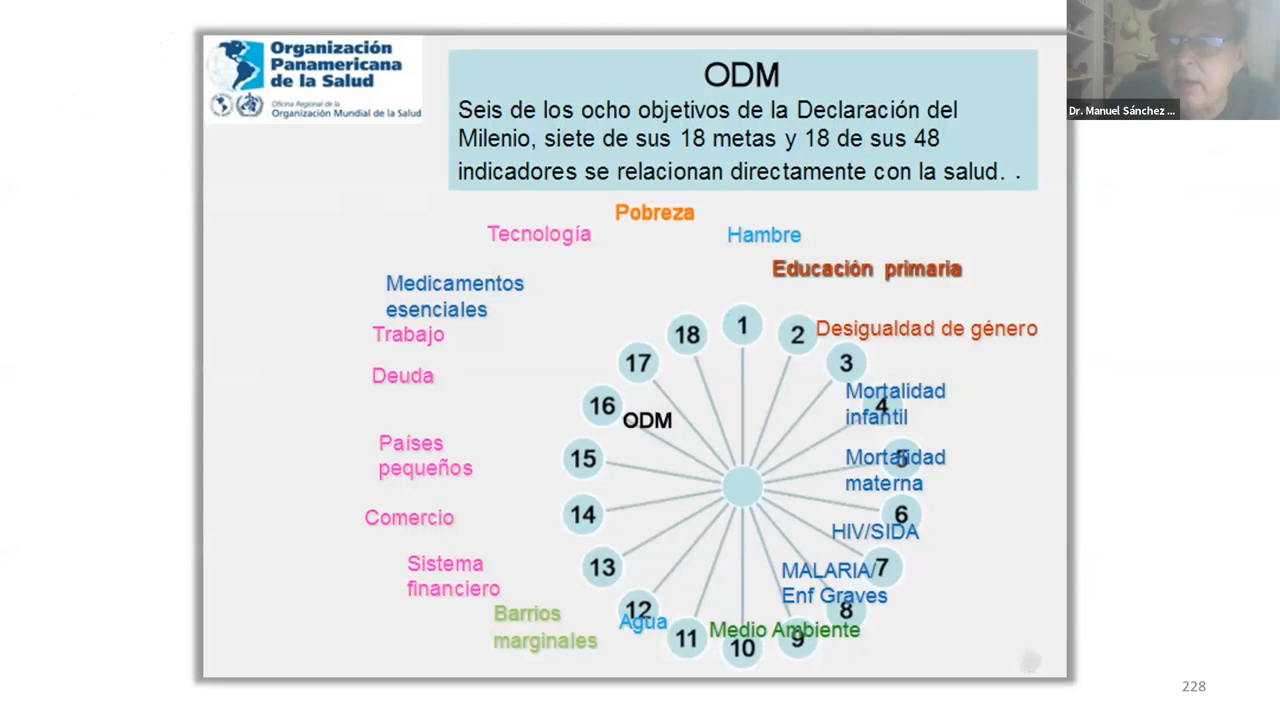 Organización
Panamericana
de la Salud
Oficina Regional de la
Organización Mundial de la Salud
ODM
Seis de los ocho objetivos de la Declaración del
Milenio, siete de sus 18 metas y 18 de sus 48
indicadores se relacionan directamente con la salud. .
Dr. Manuel Sánchez ...
Pobreza
Tecnología
Hambre
Educación primaria
Medicamentos
esenciales
Trabajo
Deuda
Países
pequeños
Comercio
Sistema
financiero
Barrios
marginales
Agua
Medio Ambiente
MALARIA/
Enf Graves
HIV/SIDA
Mortalidad
materna
Mortalidad
infantil
Desigualdad de género
ODM
1
2
3
4
5
6
7
8
9
10
11
12
13
14
15
16
17
18
228